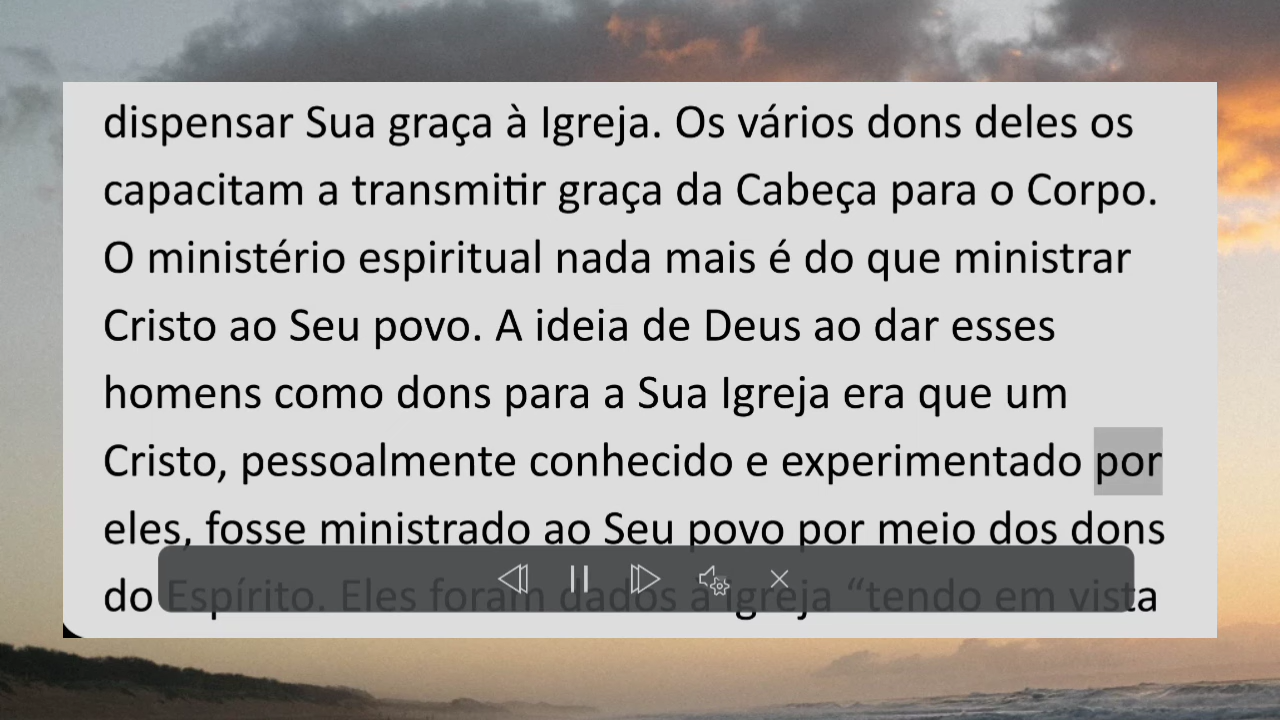 dispensar Sua graça à Igreja. Os vários dons deles os
capacitam a transmitir graça da Cabeça para o Corpo.
O ministério espiritual nada mais é do que ministrar
Cristo ao Seu povo. A ideia de Deus ao dar esses
homens como dons para a Sua Igreja era que um
Cristo, pessoalmente conhecido e experimentado por
eles, fosse ministrado ao Seu povo por meio dos dons
do Espírito. Eles foram dados à Igreja “tendo em vista